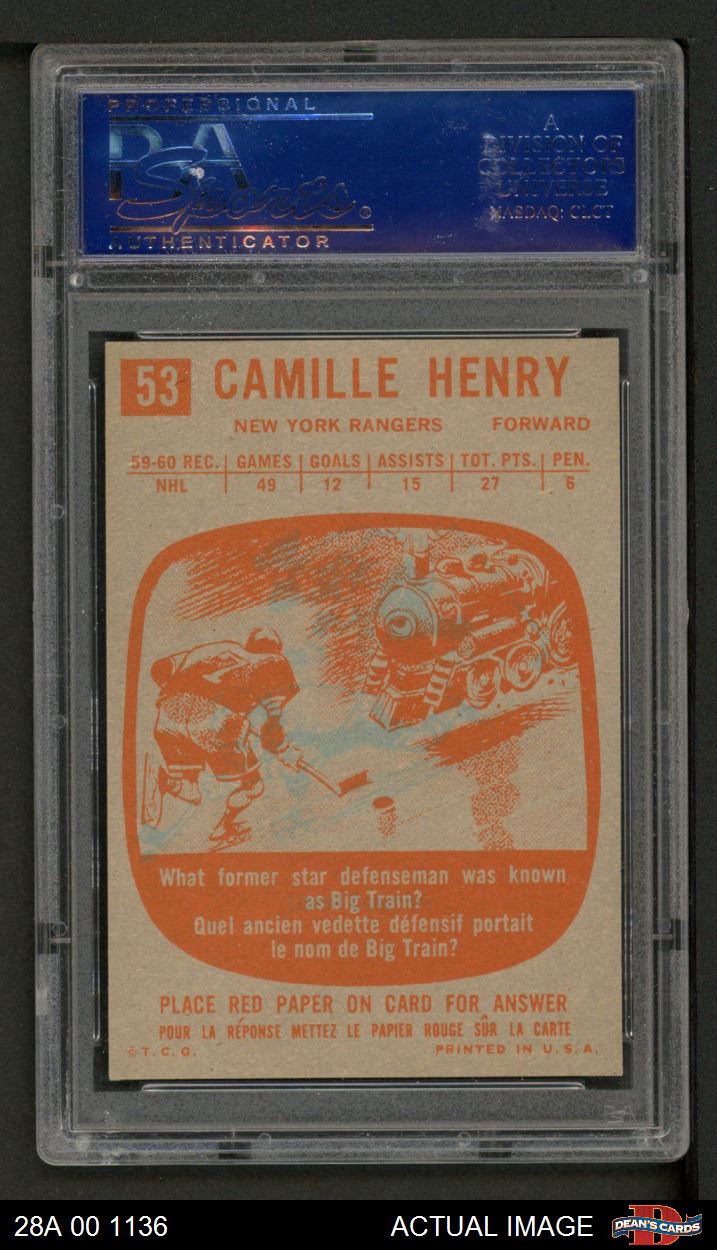 PROFESSIONAL
PSA
Sports
AUTHENTICATOR
A
DIVISION OF
COLLECTORS
UNIVERSE
NASDAQ: CLCT
53 CAMILLE HENRY
NEW YORK RANGERS FORWARD
59-60 REC. GAMES GOALS ASSISTS TOT. PTS. PEN.
NHL 49 12 15 27 6
What former star defenseman was known
as Big Train?
Quel ancien vedette défensif portait
le nom de Big Train?
PLACE RED PAPER ON CARD FOR ANSWER
POUR LA RÉPONSE METTEZ LE PAPIER ROUGE SÛR LA CARTE
©T.C.G. PRINTED IN U.S.A.
28A 00 1136 ACTUAL IMAGE D DEAN'S CARDS